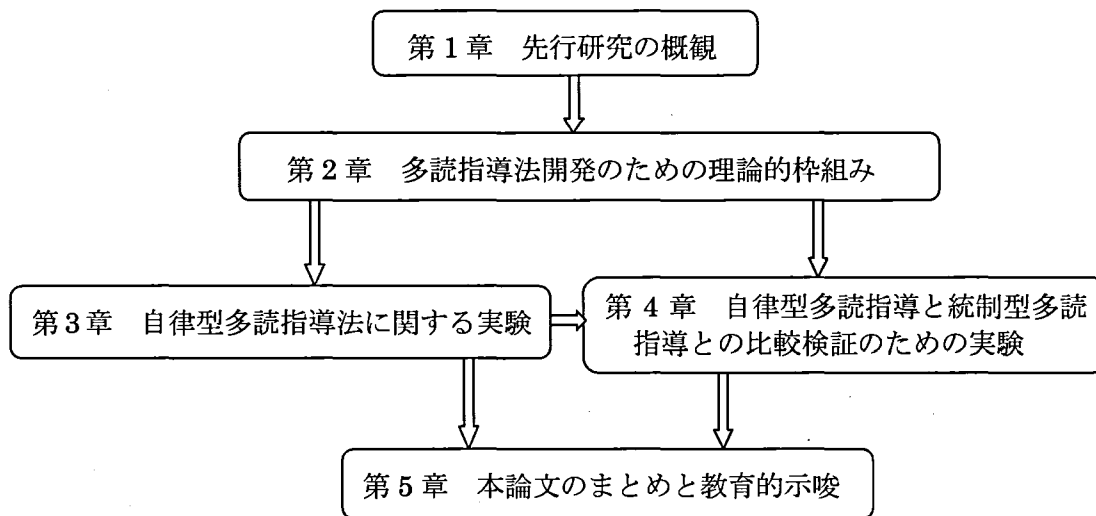 第1章 先行研究の概観
第2章 多読指導法開発のための理論的枠組み
第3章 自律型多読指導法に関する実験
第4章 自律型多読指導と統制型多読
指導との比較検証のための実験
第5章 本論文のまとめと教育的示唆